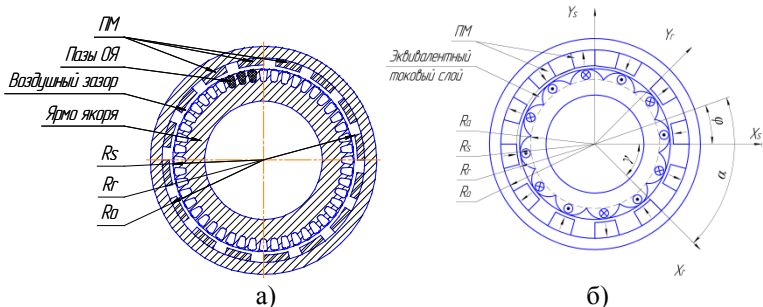 ПМ
Пазы ОЯ
Воздушный зазор
Ярмо якоря
Rs
Rr
Ro
а)
ПМ
Эквивалентный
токовый слой
Ra
Rs
Rr
Ro
Ys
Yr
Xs
Xr
ф
α
γ
б)